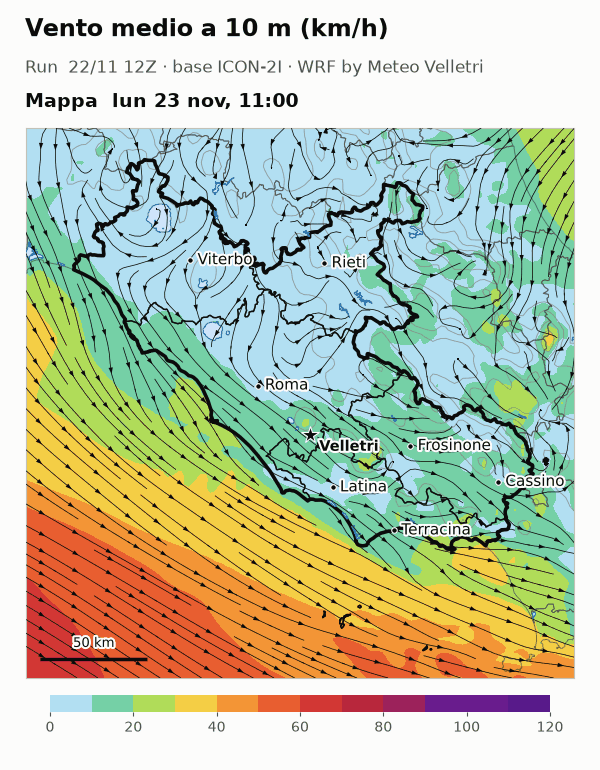 Vento medio a 10 m (km/h)
Run 22/11 12Z · base ICON-2I · WRF by Meteo Velletri
Mappa lun 23 nov, 11:00
Viterbo
Rieti
Roma
Velletri
Frosinone
Latina
Cassino
Terracina
50 km
0 20 40 60 80 100 120